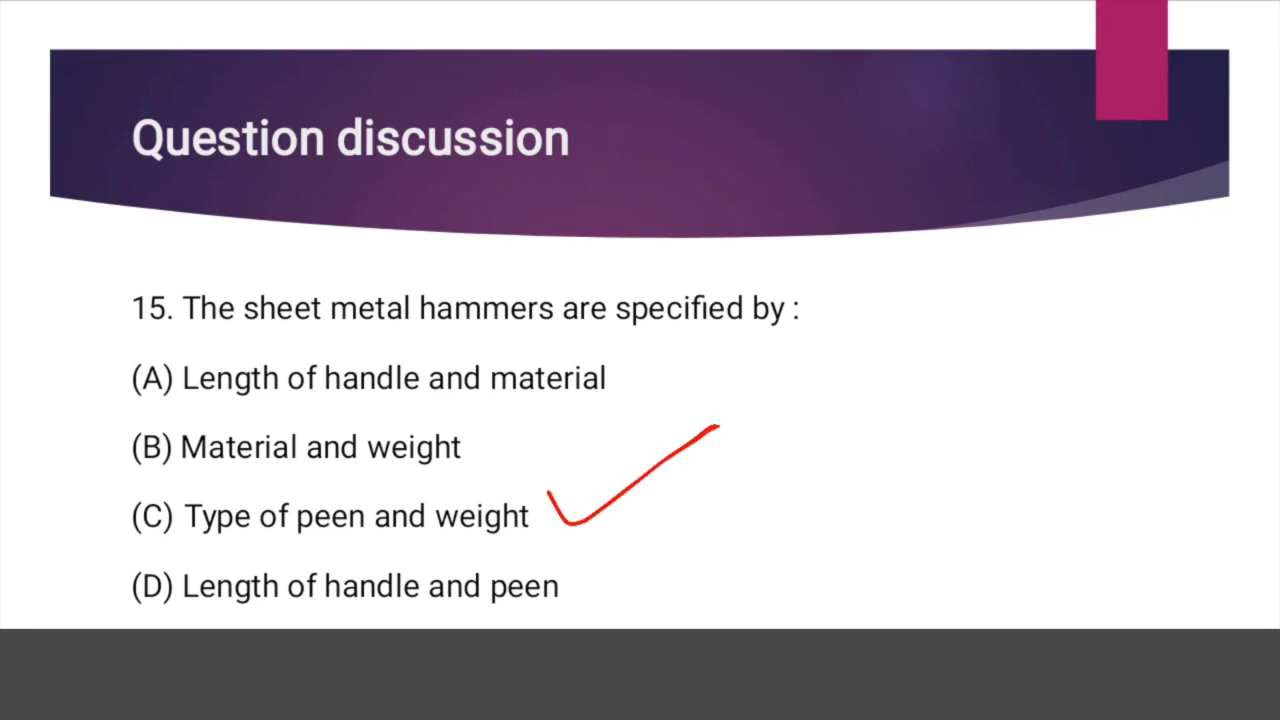 Question discussion
15. The sheet metal hammers are specified by :
(A) Length of handle and material
(B) Material and weight
(C) Type of peen and weight
(D) Length of handle and peen